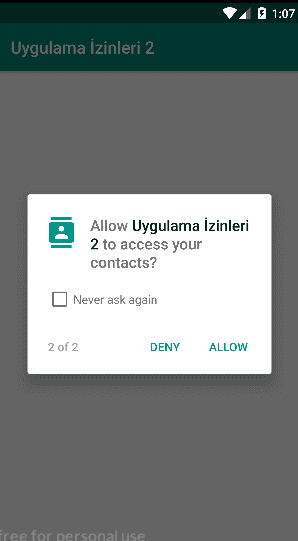 1:07
Uygulama İzinleri 2
Allow Uygulama İzinleri
2 to access your
contacts?
Never ask again
2 of 2 DENY ALLOW
free for personal use